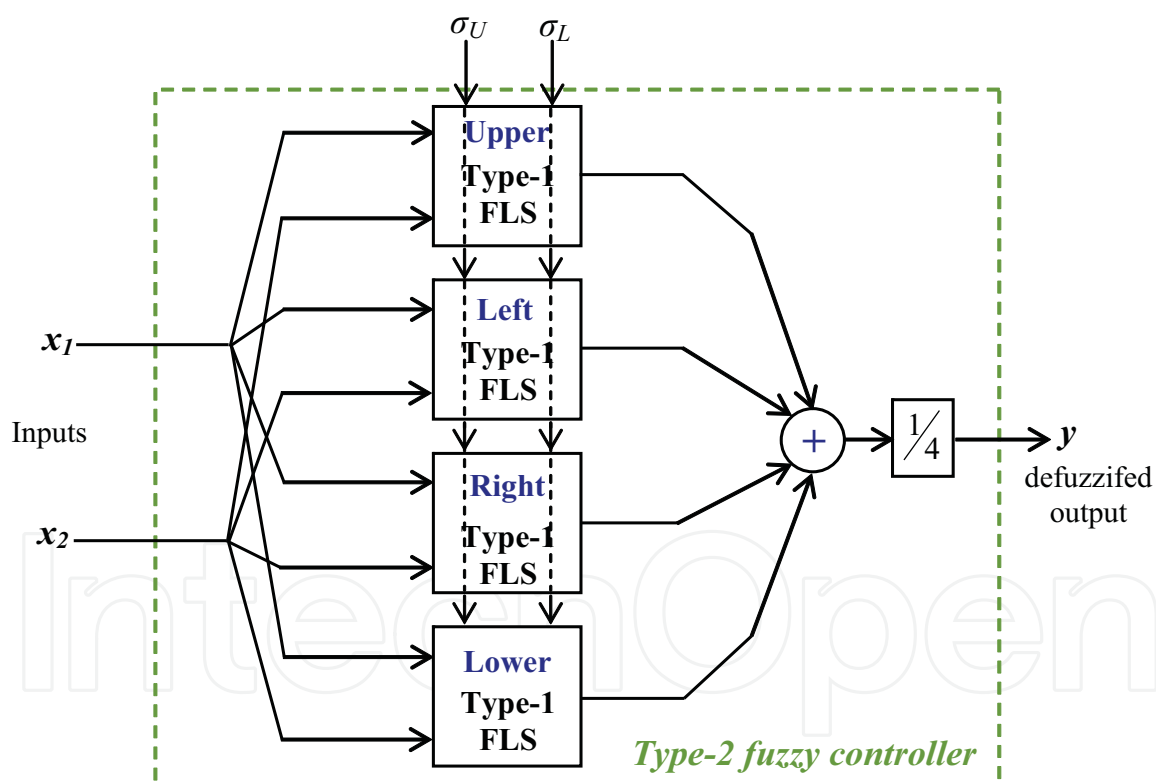 σU σL
Upper
Type-1
FLS
Left
Type-1
FLS
x1
Inputs
x2
Right
Type-1
FLS
Lower
Type-1
FLS
+
1/4
y
defuzzifed
output
Type-2 fuzzy controller
IntechOpen